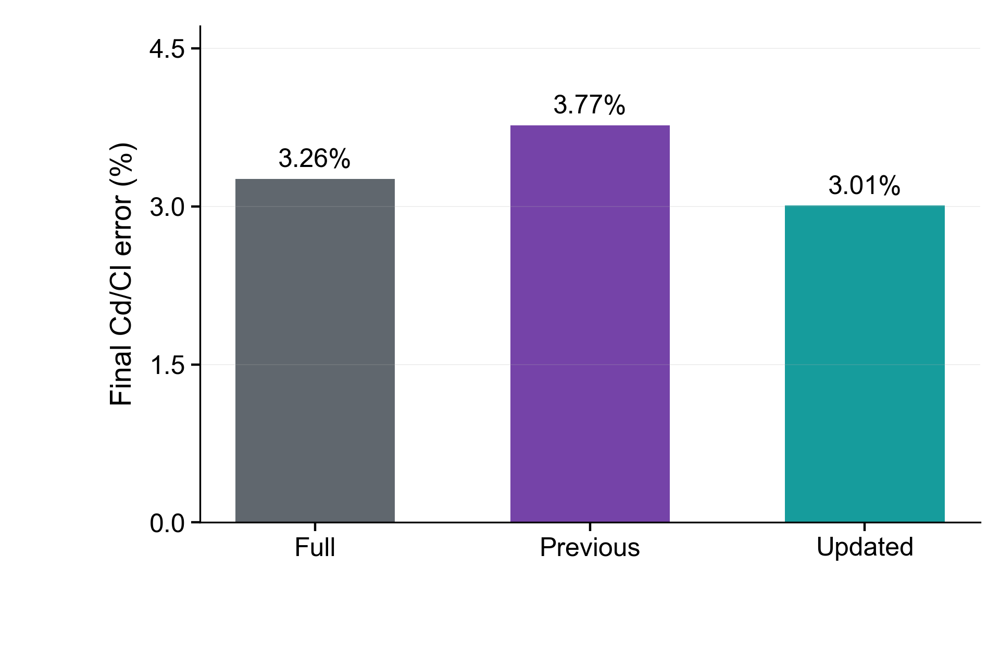 Final Cd/Cl error (%)
4.5
3.0
1.5
0.0
3.26%
3.77%
3.01%
Full
Previous
Updated